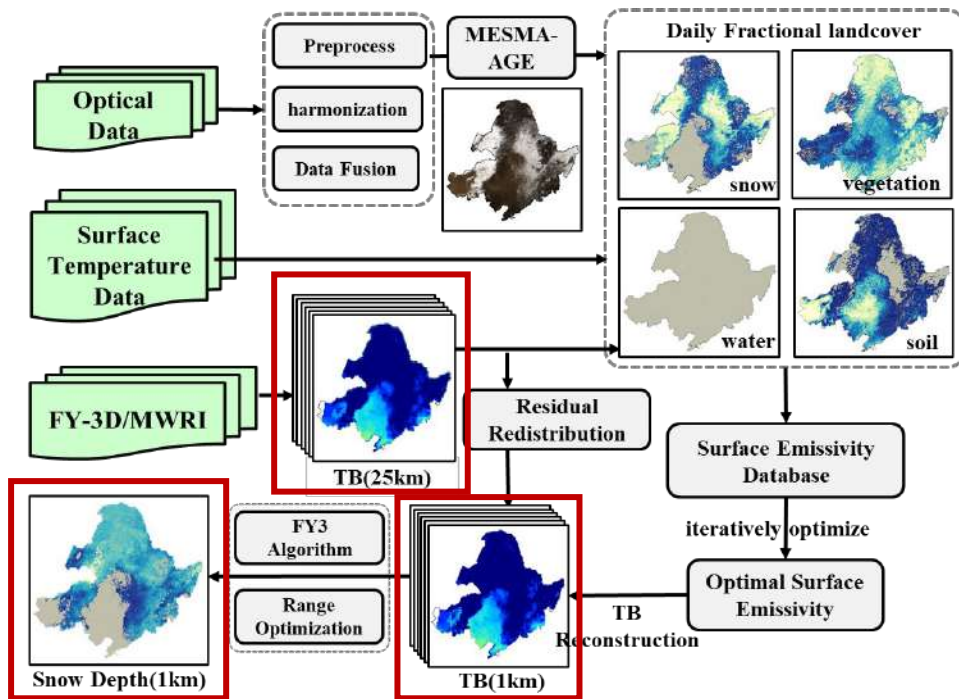 Preprocess
harmonization
Data Fusion
MESMA-
AGE
Daily Fractional landcover
Optical
Data
snow
vegetation
Surface
Temperature
Data
water
soil
FY-3D/MWRI
TB(25km)
Residual
Redistribution
Surface Emissivity
Database
iteratively optimize
Optimal Surface
Emissivity
TB
Reconstruction
TB(1km)
FY3
Algorithm
Range
Optimization
Snow Depth(1km)